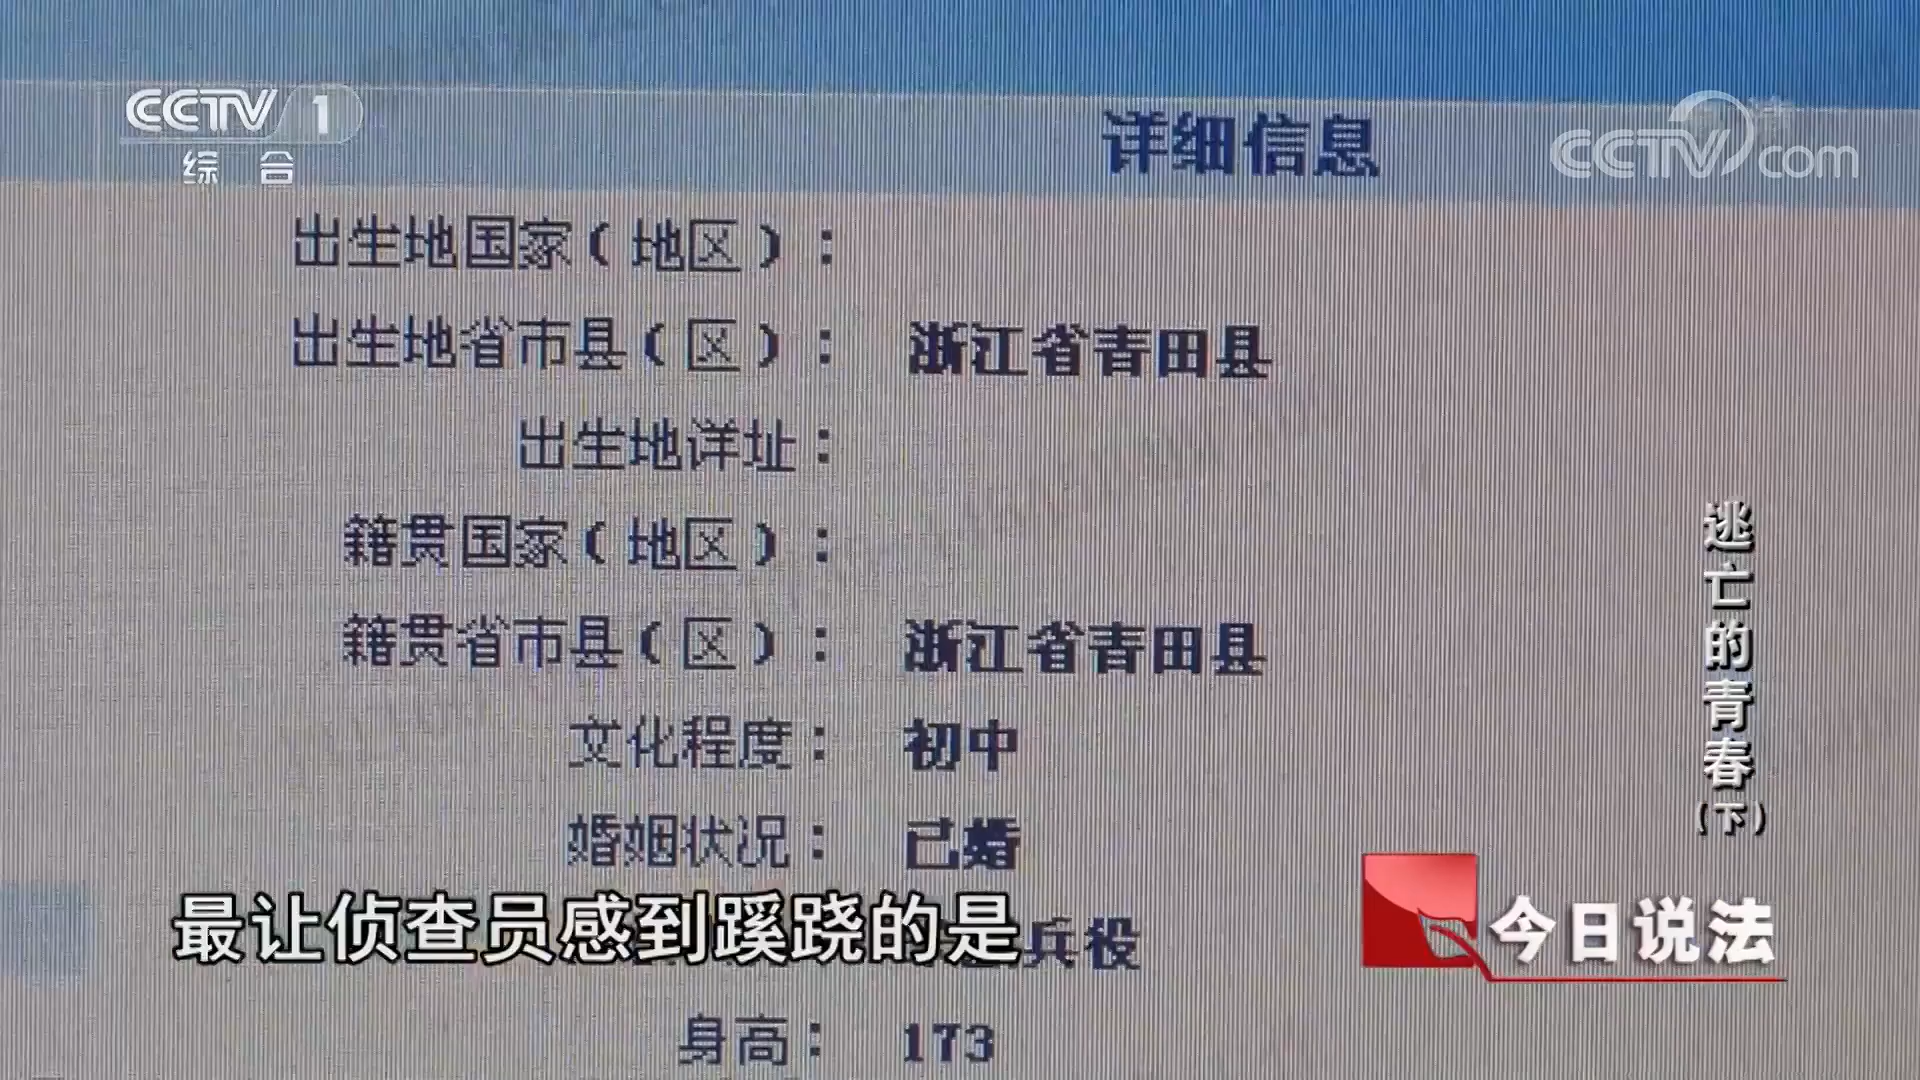 CCTV 1
综 合
CCTV com
详细信息
出生地国家（地区）：
出生地省市县（区）： 浙江省青田县
出生地详址：
籍贯国家（地区）：
籍贯省市县（区）： 浙江省青田县
文化程度： 初中
婚姻状况： 已婚
兵役
身高： 173
最让侦查员感到蹊跷的是
逃亡的青春（下）
今日说法